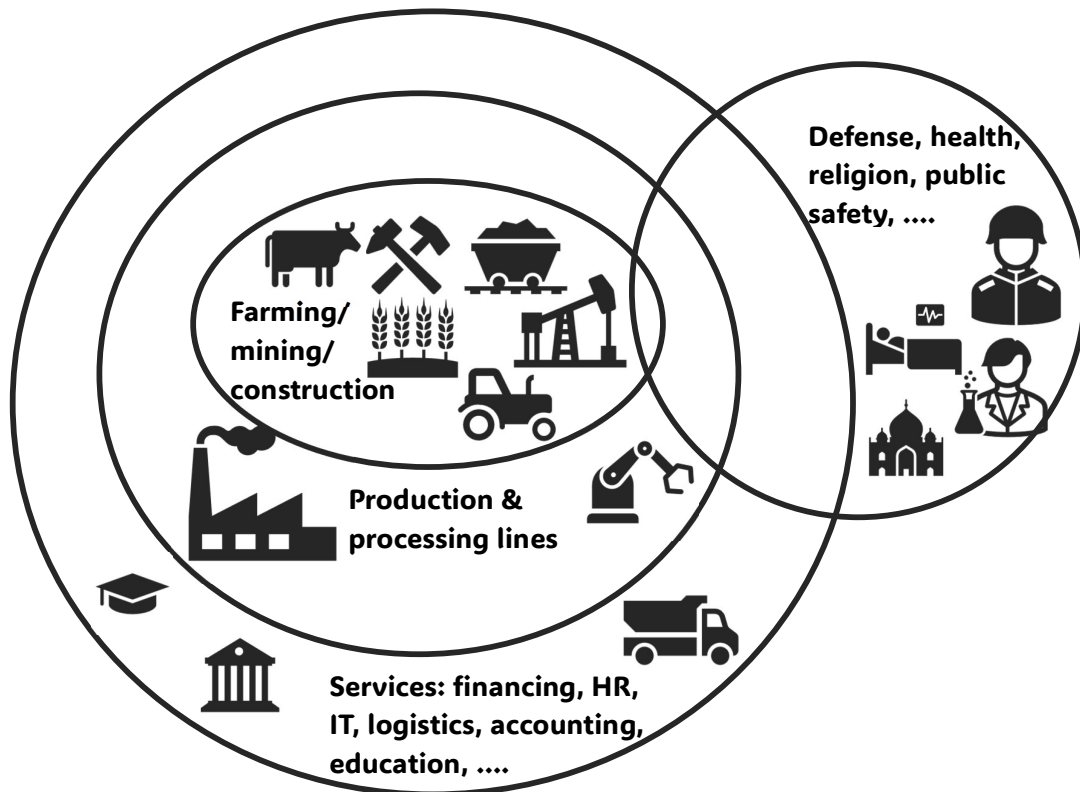 Defense, health,
religion, public
safety, ....
Farming/
mining/
construction
Production &
processing lines
Services: financing, HR,
IT, logistics, accounting,
education, ....